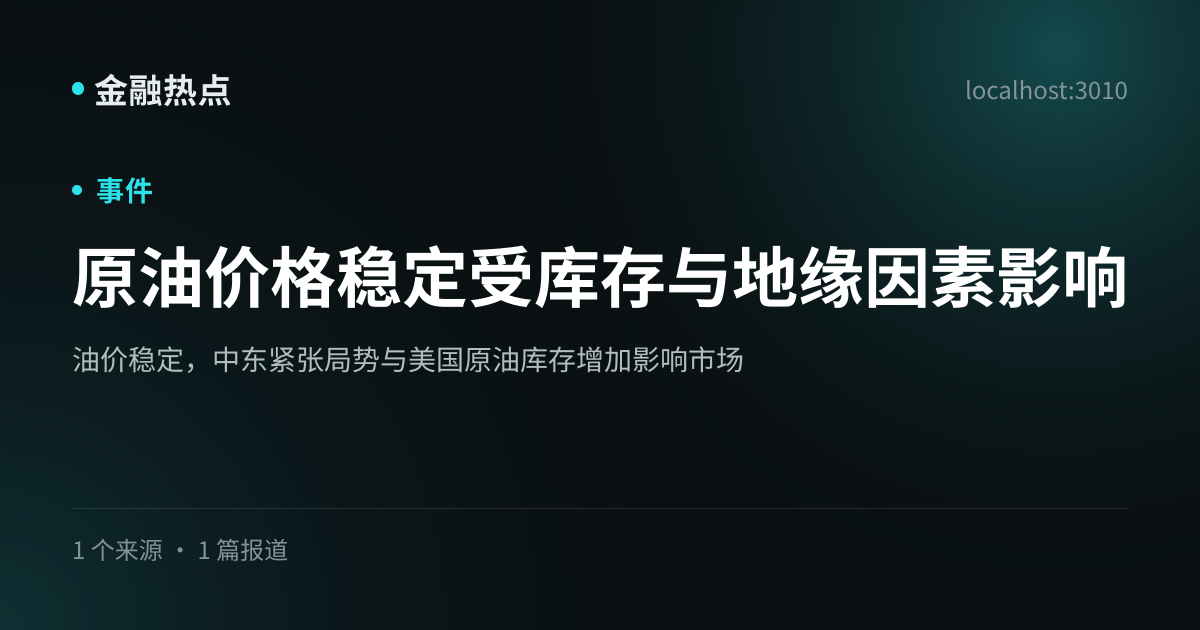 金融热点
localhost:3010
事件
原油价格稳定受库存与地缘因素影响
油价稳定，中东紧张局势与美国原油库存增加影响市场
1 个来源 · 1 篇报道